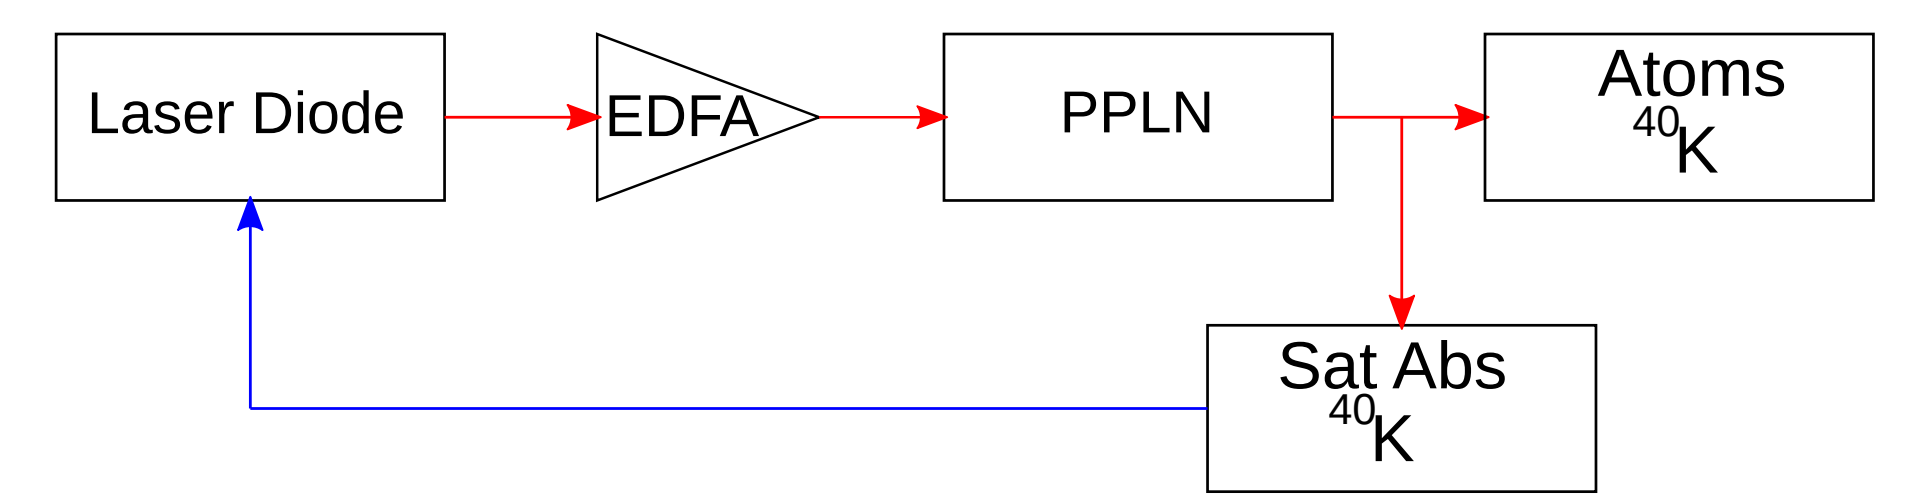 Laser Diode
EDFA
PPLN
Atoms
⁴⁰K
Sat Abs
⁴⁰K